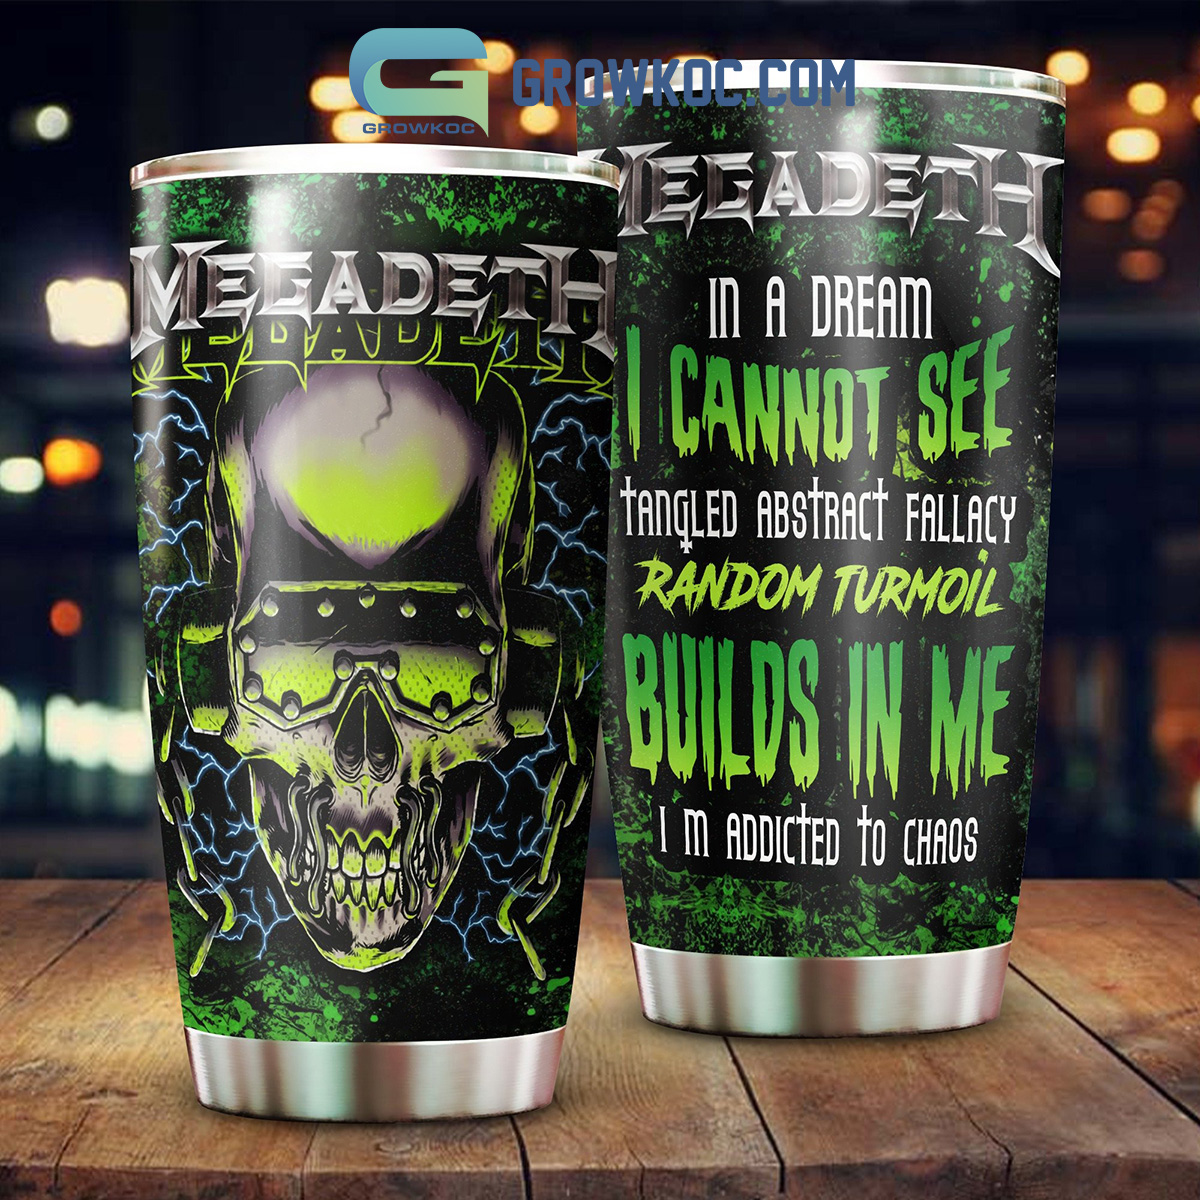 GROWKOC
GROWKOC.COM
MEGADETH
MEGADETH
MEGADETH
IN A DREAM
I CANNOT SEE
TANGLED ABSTRACT FALLACY
RANDOM TURMOIL
BUILDS IN ME
I M ADDICTED TO CHAOS